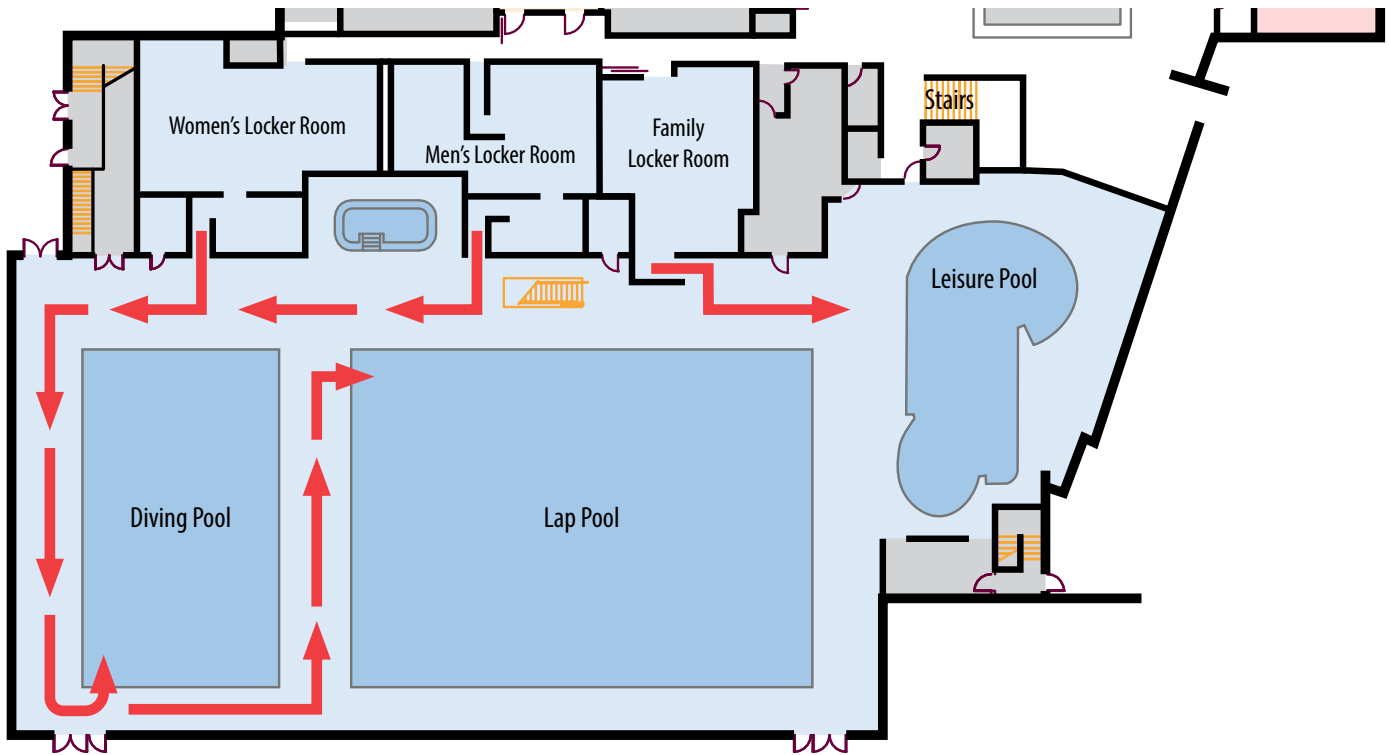 Stairs
Women's Locker Room
Men's Locker Room
Family
Locker Room
Leisure Pool
Diving Pool
Lap Pool